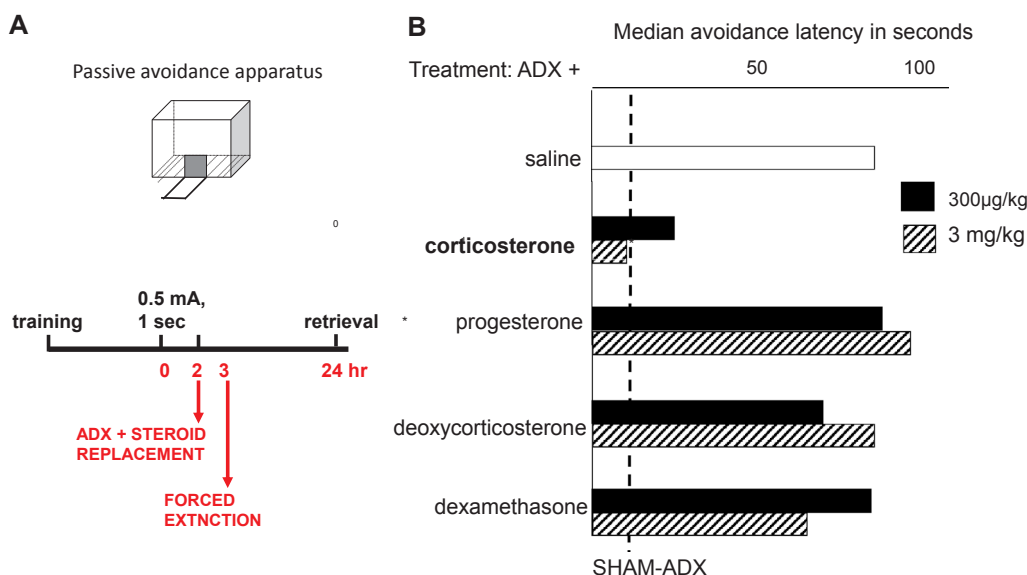 A
Passive avoidance apparatus
0
0.5 mA,
training 1 sec retrieval *
0 2 3 24 hr
ADX + STEROID
REPLACEMENT
FORCED
EXTNCTION
B
Median avoidance latency in seconds
Treatment: ADX + 50 100
saline
300µg/kg
3 mg/kg
corticosterone
*
progesterone
deoxycorticosterone
dexamethasone
SHAM-ADX